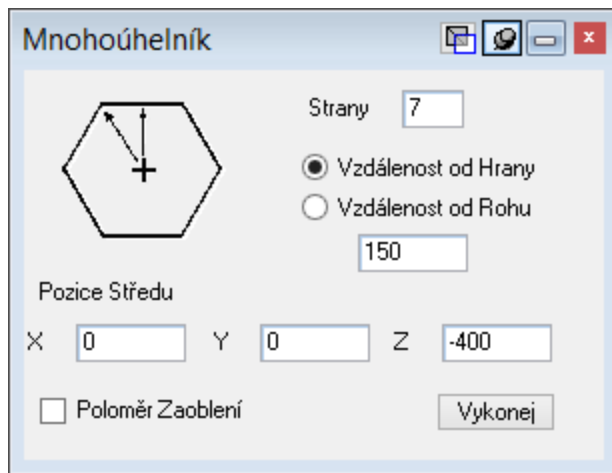 Mnohoúhelník
Strany 7
Vzdálenost od Hrany
Vzdálenost od Rohu
150
Pozice Středu
X 0 Y 0 Z -400
Poloměr Zaoblení Vykonej